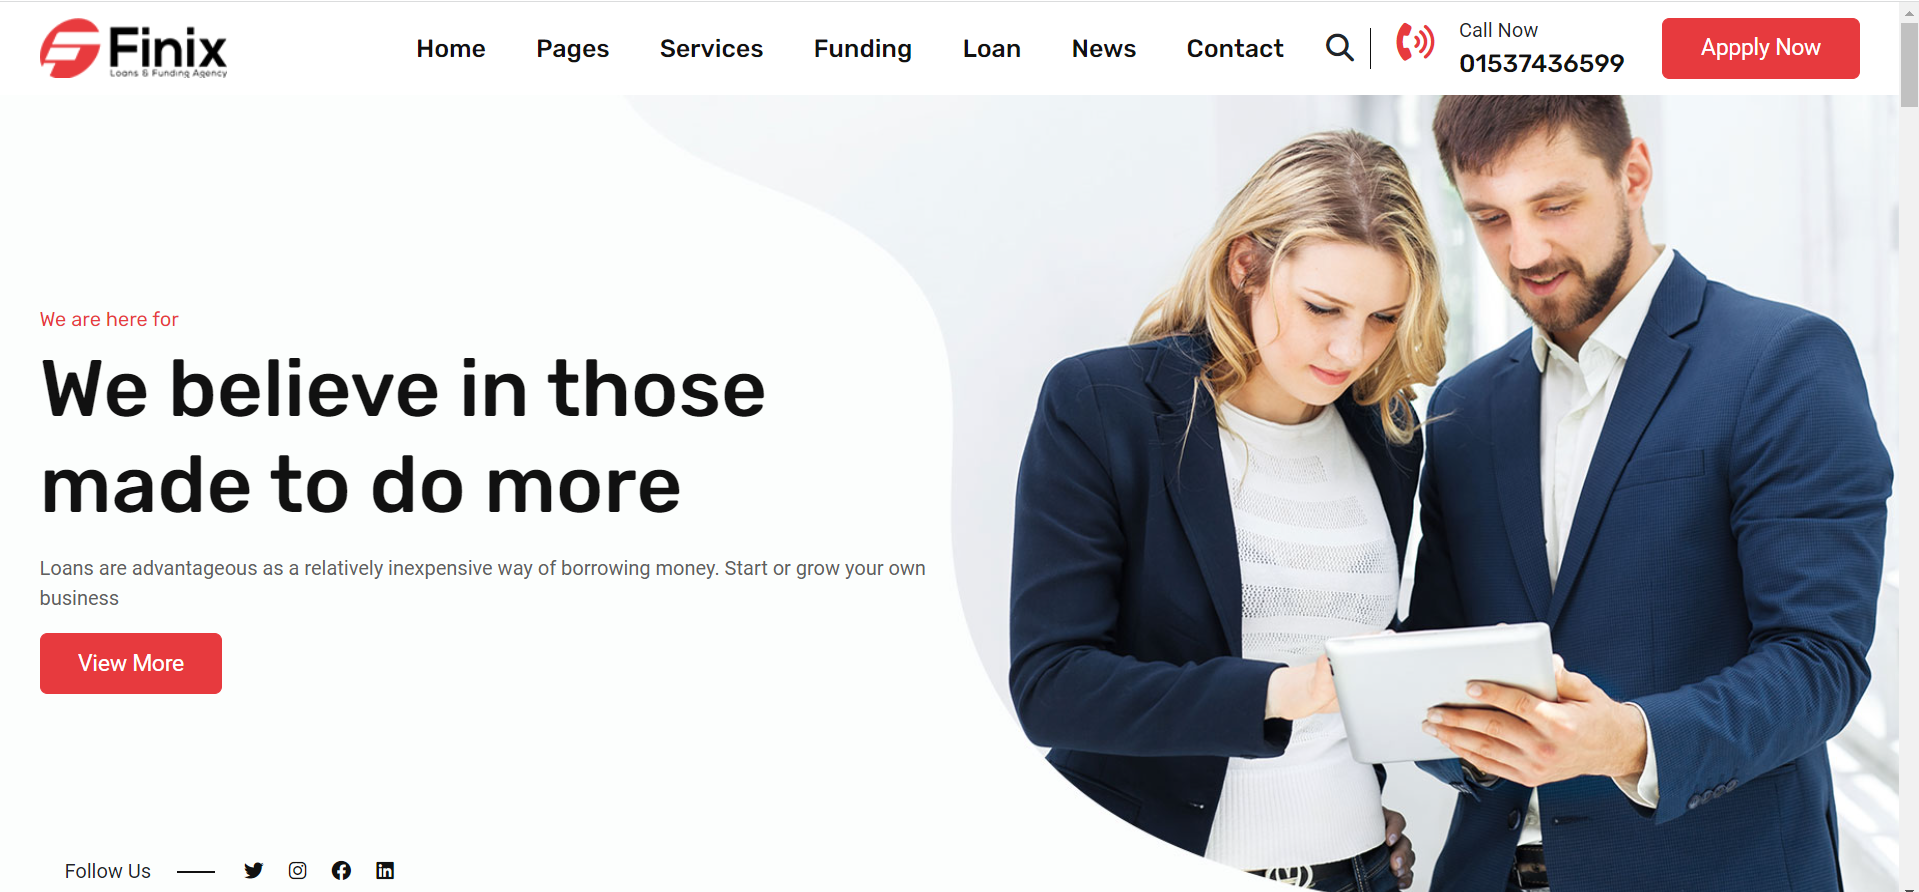 Finix
Loans & Funding Agency
Home Pages Services Funding Loan News Contact
Call Now
01537436599
Appply Now
We are here for
We believe in those
made to do more
Loans are advantageous as a relatively inexpensive way of borrowing money. Start or grow your own
business
View More
Follow Us